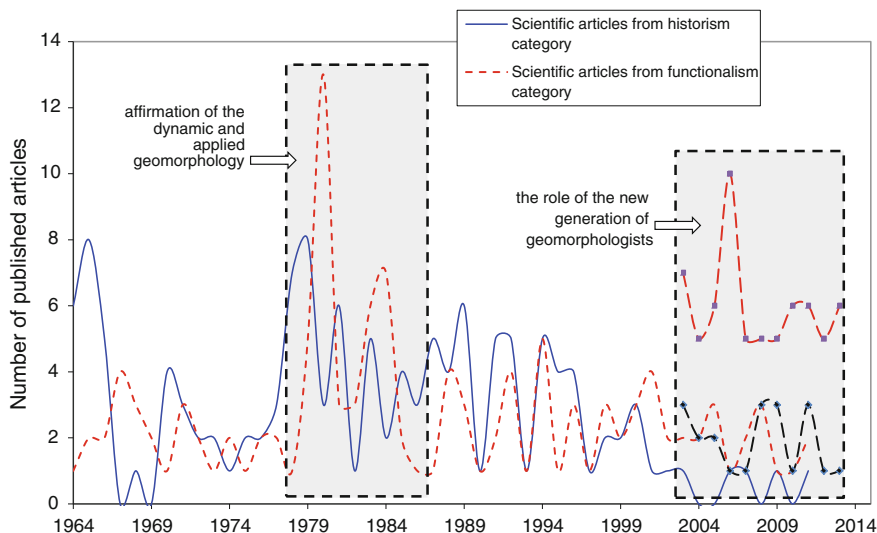 Scientific articles from historism
category
Scientific articles from functionalism
category
Number of published articles
14
12
10
8
6
4
2
0
affirmation of the
dynamic and
applied
geomorphology
the role of the new
generation of
geomorphologists
1964 1969 1974 1979 1984 1989 1994 1999 2004 2009 2014